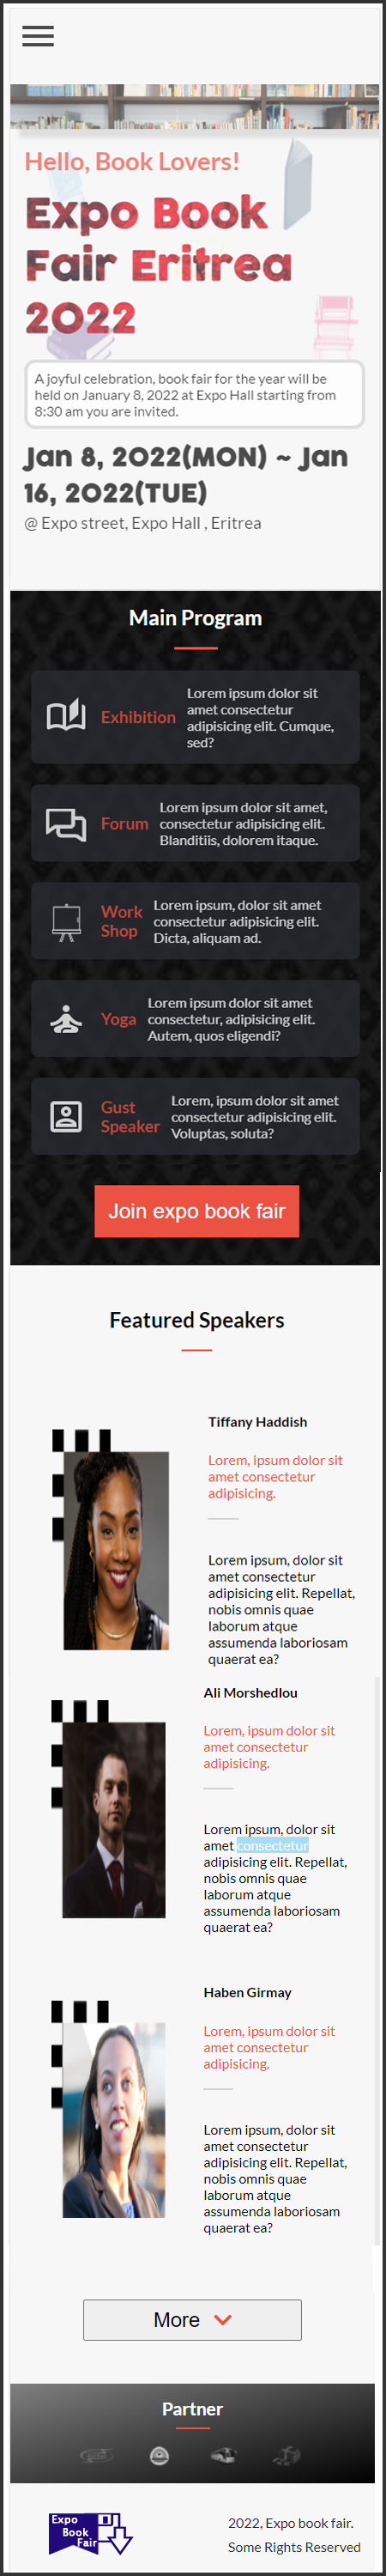 Hello, Book Lovers!
Expo Book
Fair Eritrea
2022
A joyful celebration, book fair for the year will be
held on January 8, 2022 at Expo Hall starting from
8:30 am you are invited.
Jan 8, 2022(MON) ~ Jan
16, 2022(TUE)
@ Expo street, Expo Hall , Eritrea
Main Program
Exhibition
Lorem ipsum dolor sit
amet consectetur
adipisicing elit. Cumque,
sed?
Forum
Lorem ipsum dolor sit amet,
consectetur adipisicing elit.
Blanditiis, dolorem itaque.
Work
Shop
Lorem ipsum, dolor sit amet
consectetur adipisicing elit.
Dicta, aliquam ad.
Yoga
Lorem ipsum dolor sit amet
consectetur, adipisicing elit.
Autem, quos eligendi?
Gust
Speaker
Lorem, ipsum dolor sit amet
consectetur adipisicing elit.
Voluptas, soluta?
Join expo book fair
Featured Speakers
Tiffany Haddish
Lorem, ipsum dolor sit
amet consectetur
adipisicing.
Lorem ipsum, dolor sit
amet consectetur
adipisicing elit. Repellat,
nobis omnis quae
laborum atque
assumenda laboriosam
quaerat ea?
Ali Morshedlou
Lorem, ipsum dolor sit
amet consectetur
adipisicing.
Lorem ipsum, dolor sit
amet consectetur
adipisicing elit. Repellat,
nobis omnis quae
laborum atque
assumenda laboriosam
quaerat ea?
Haben Girmay
Lorem, ipsum dolor sit
amet consectetur
adipisicing.
Lorem ipsum, dolor sit
amet consectetur
adipisicing elit. Repellat,
nobis omnis quae
laborum atque
assumenda laboriosam
quaerat ea?
More
Partner
Expo
Book
Fair
2022, Expo book fair.
Some Rights Reserved